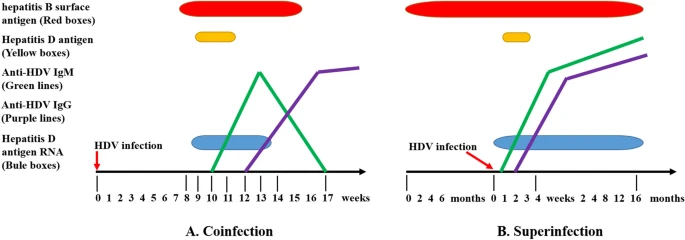 hepatitis B surface
antigen (Red boxes)
Hepatitis D antigen
(Yellow boxes)
Anti-HDV IgM
(Green lines)
Anti-HDV IgG
(Purple lines)
Hepatitis D
antigen RNA
(Bule boxes)
HDV infection
0 1 2 3 4 5 6 7 8 9 10 11 12 13 14 15 16 17 weeks
A. Coinfection
HDV infection
0 2 4 6 months 0 1 2 3 4 weeks 2 4 8 12 16 months
B. Superinfection